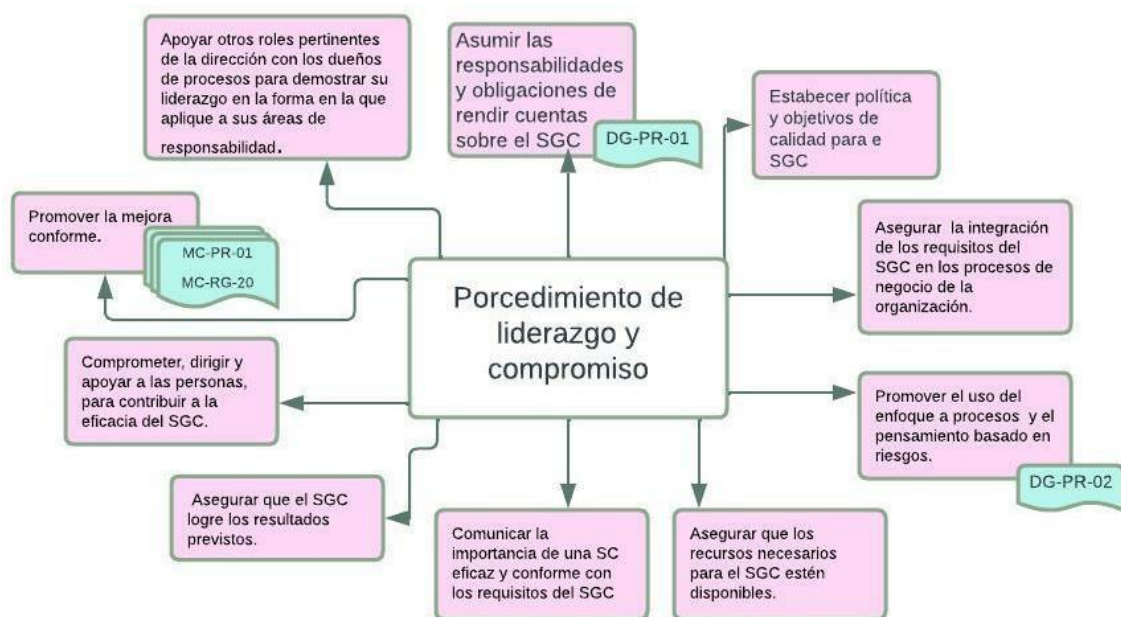 Apoyar otros roles pertinentes
de la dirección con los dueños
de procesos para demostrar su
liderazgo en la forma en la que
aplique a sus áreas de
responsabilidad.
Asumir las
responsabilidades
y obligaciones de
rendir cuentas
sobre el SGC
DG-PR-01
Estabecer política
y objetivos de
calidad para e
SGC
Promover la mejora
conforme.
MC-PR-01
MC-RG-20
Asegurar la integración
de los requisitos del
SGC en los procesos de
negocio de la
organización.
Porcedimiento de
liderazgo y
compromiso
Comprometer, dirigir y
apoyar a las personas,
para contribuir a la
eficacia del SGC.
Promover el uso del
enfoque a procesos y el
pensamiento basado en
riesgos.
DG-PR-02
Asegurar que el SGC
logre los resultados
previstos.
Comunicar la
importancia de una SC
eficaz y conforme con
los requisitos del SGC
Asegurar que los
recursos necesarios
para el SGC estén
disponibles.